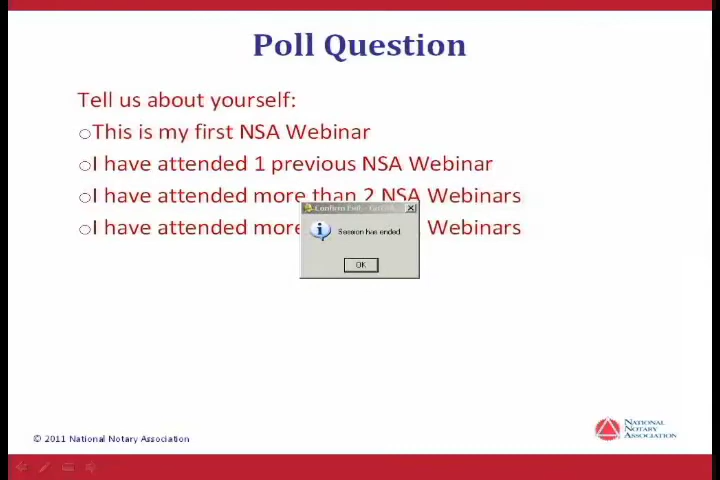 Poll Question
Tell us about yourself:
This is my first NSA Webinar
I have attended 1 previous NSA Webinar
I have attended more than 2 NSA Webinars
I have attended more Webinars
Confirm Exit
Session has ended.
OK
NATIONAL
NOTARY
ASSOCIATION
© 2011 National Notary Association